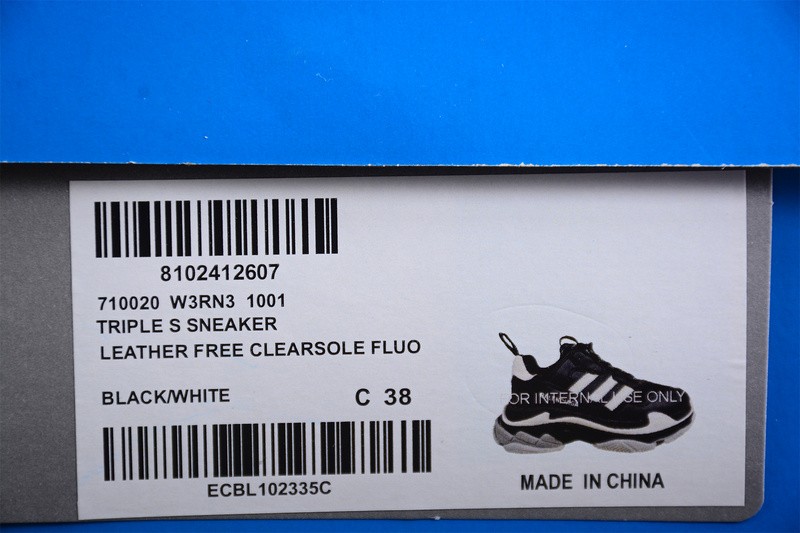 8102412607
710020 W3RN3 1001
TRIPLE S SNEAKER
LEATHER FREE CLEARSOLE FLUO
BLACK/WHITE
C 38
FOR INTERNAL USE ONLY
ECBL102335C
MADE IN CHINA